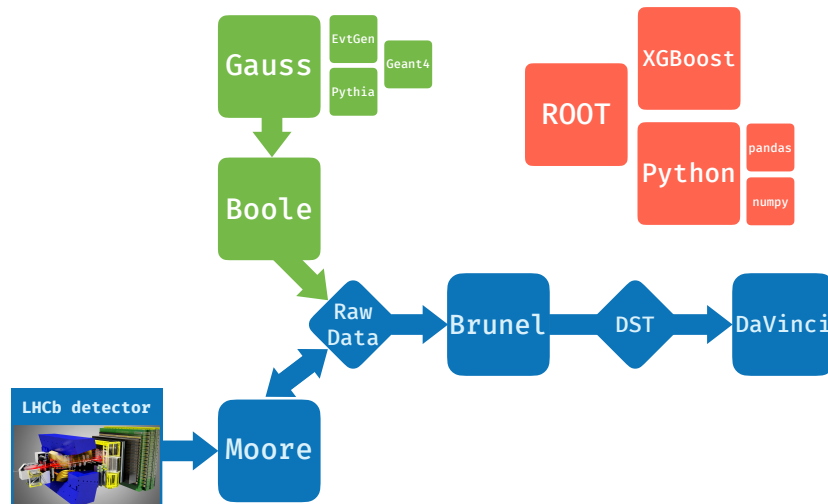 Gauss
EvtGen
Pythia
Geant4
XGBoost
ROOT
Python
pandas
numpy
Boole
Raw
Data
Brunel
DST
DaVinci
LHCb detector
Moore